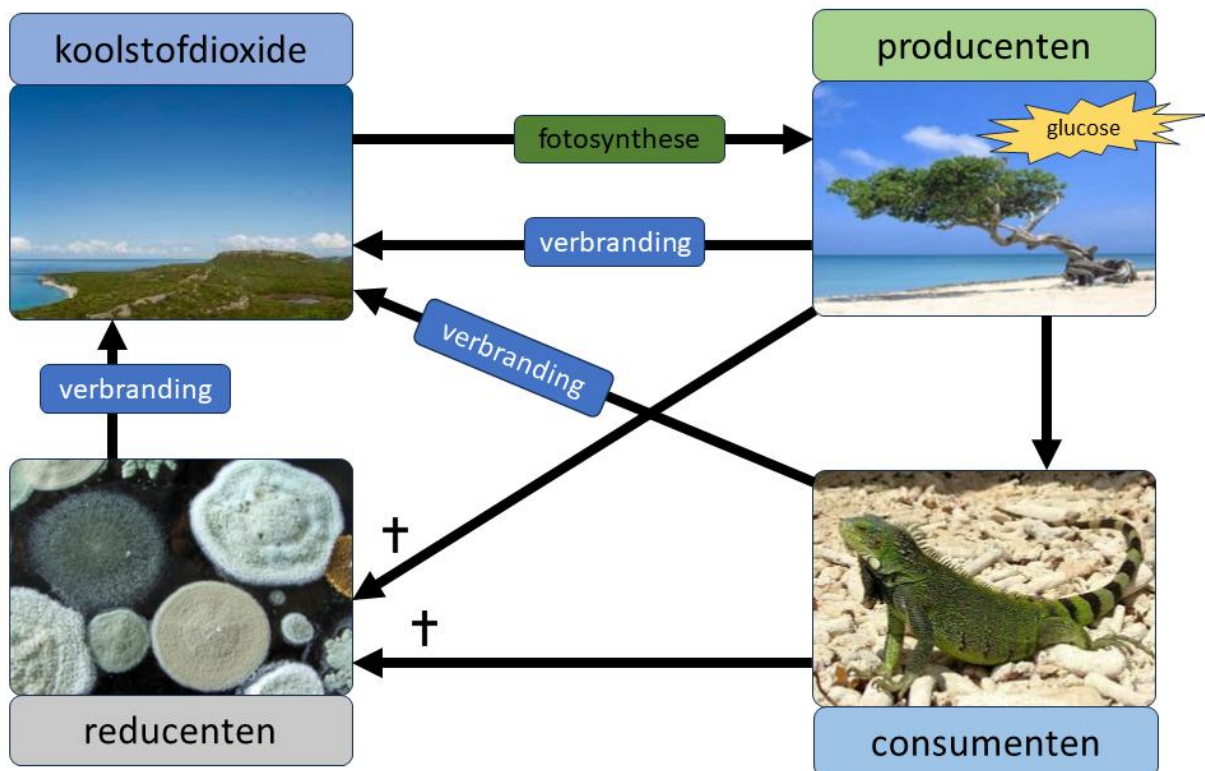 koolstofdioxide
producenten
glucose
fotosynthese
verbranding
verbranding
verbranding
†
†
reducenten
consumenten